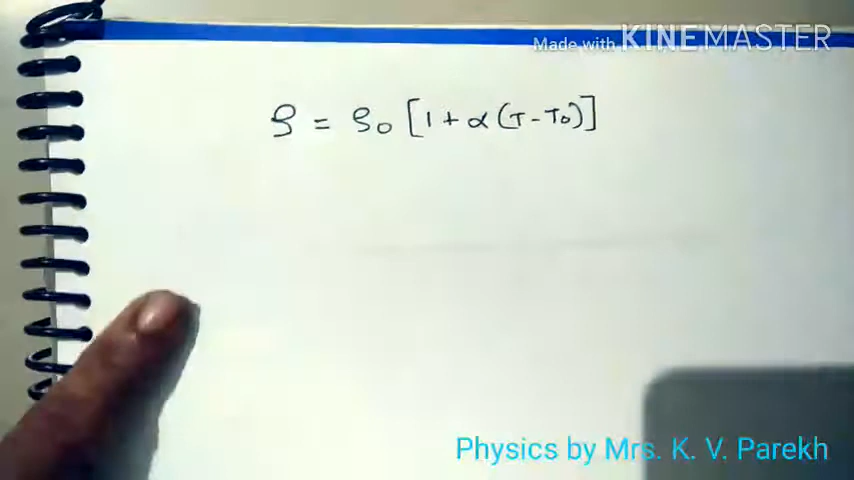 Made with KINEMASTER
ρ = ρ₀ [1 + α (T - T₀)]
Physics by Mrs. K. V. Parekh